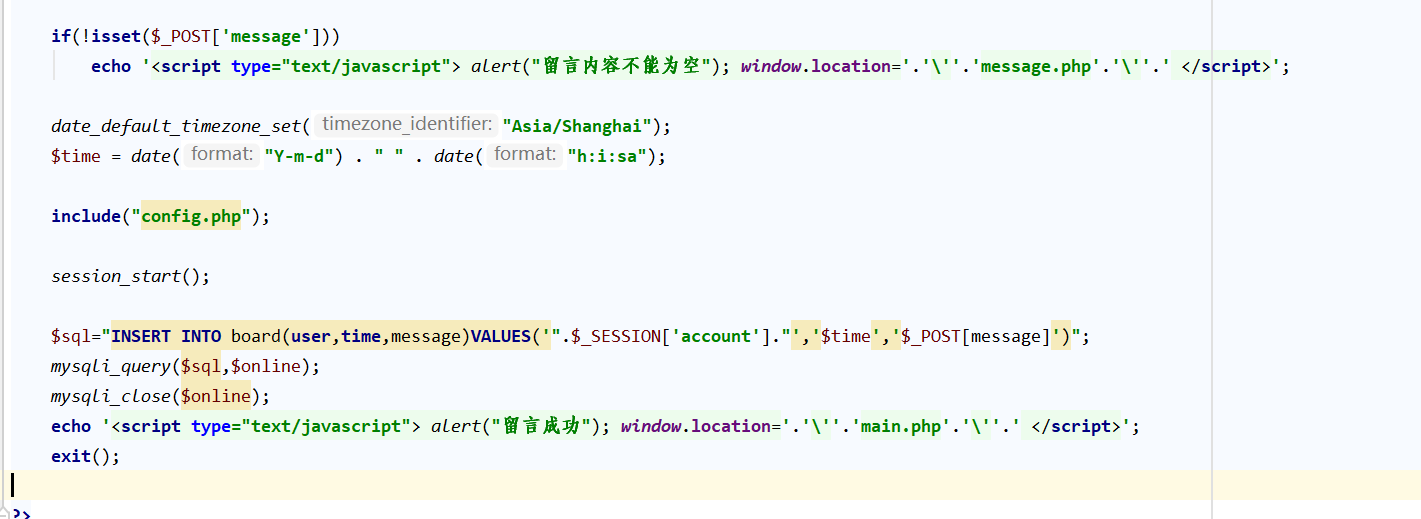 if(!isset($_POST['message']))
echo '<script type="text/javascript"> alert("留言内容不能为空"); window.location='.'\''.'message.php'.'\''.' </script>';
date_default_timezone_set( timezone_identifier: "Asia/Shanghai");
$time = date( format: "Y-m-d") . " " . date( format: "h:i:sa");
include("config.php");
session_start();
$sql="INSERT INTO board(user,time,message)VALUES('".$_SESSION['account']."','$time','$_POST[message]')";
mysqli_query($sql,$online);
mysqli_close($online);
echo '<script type="text/javascript"> alert("留言成功"); window.location='.'\''.'main.php'.'\''.' </script>';
exit();
?>